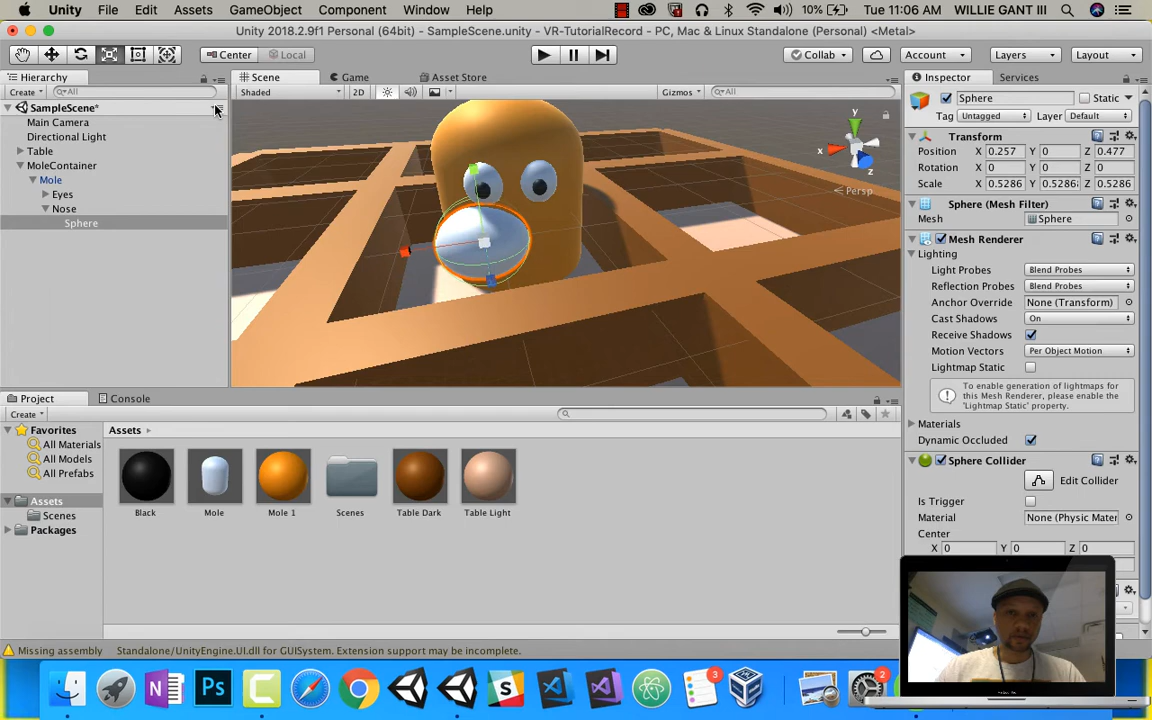 Unity File Edit Assets GameObject Component Window Help 10% Tue 11:06 AM WILLIE GANT III
Unity 2018.2.9f1 Personal (64bit) - SampleScene.unity - VR-TutorialRecord - PC, Mac & Linux Standalone (Personal) <Metal>
Center Local Collab Account Layers Layout
Hierarchy Scene Game Asset Store Inspector Services
Create All Shaded 2D Gizmos All
SampleScene*
Main Camera
Directional Light
Table
MoleContainer
Mole
Eyes
Nose
Sphere
y
x
z
Persp
Sphere Static
Tag Untagged Layer Default
Transform
Position X 0.257 Y 0 Z 0.477
Rotation X 0 Y 0 Z 0
Scale X 0.5286 Y 0.5286 Z 0.5286
Sphere (Mesh Filter)
Mesh Sphere
Mesh Renderer
Lighting
Light Probes Blend Probes
Reflection Probes Blend Probes
Anchor Override None (Transform)
Cast Shadows On
Receive Shadows
Motion Vectors Per Object Motion
Lightmap Static
To enable generation of lightmaps for
this Mesh Renderer, please enable the
'Lightmap Static' property.
Materials
Dynamic Occluded
Sphere Collider
Edit Collider
Is Trigger
Material None (Physic Mater
Center
X 0 Y 0 Z 0
Project Console
Create
Favorites
All Materials
All Models
All Prefabs
Assets
Scenes
Packages
Assets
Black Mole Mole 1 Scenes Table Dark Table Light
Missing assembly Standalone/UnityEngine.UI.dll for GUISystem. Extension support may be incomplete.
N Ps C S 3 2